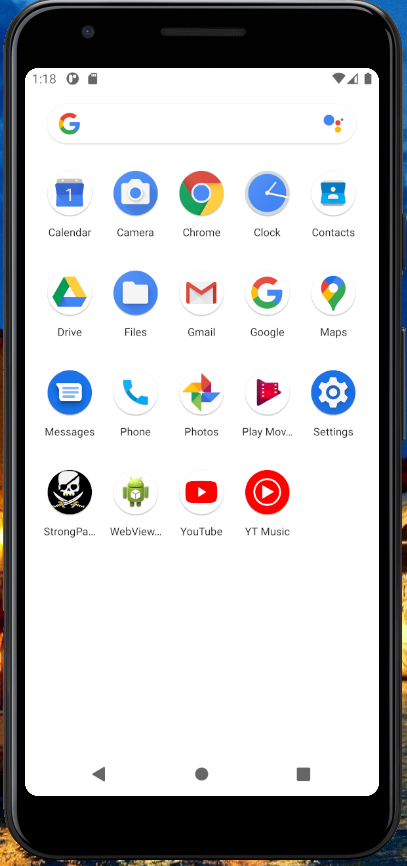 1:18
Calendar Camera Chrome Clock Contacts
Drive Files Gmail Google Maps
Messages Phone Photos Play Mov... Settings
StrongPa... WebView... YouTube YT Music